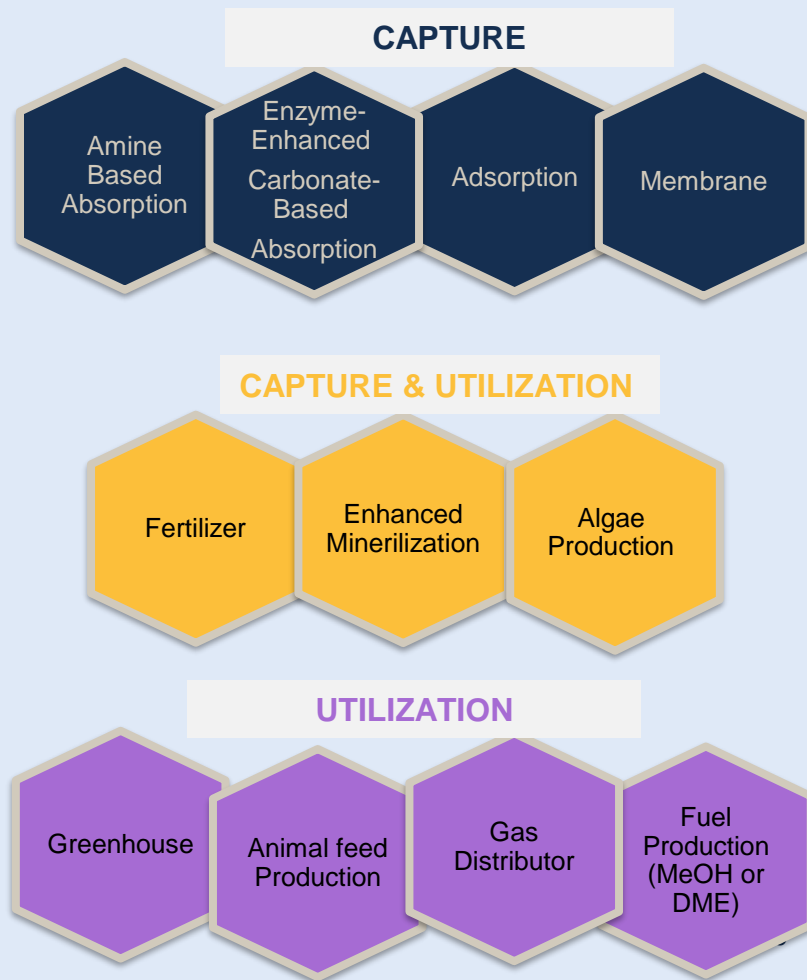 CAPTURE
Amine
Based
Absorption
Enzyme-
Enhanced
Carbonate-
Based
Absorption
Adsorption
Membrane
CAPTURE & UTILIZATION
Fertilizer
Enhanced
Minerilization
Algae
Production
UTILIZATION
Greenhouse
Animal feed
Production
Gas
Distributor
Fuel
Production
(MeOH or
DME)